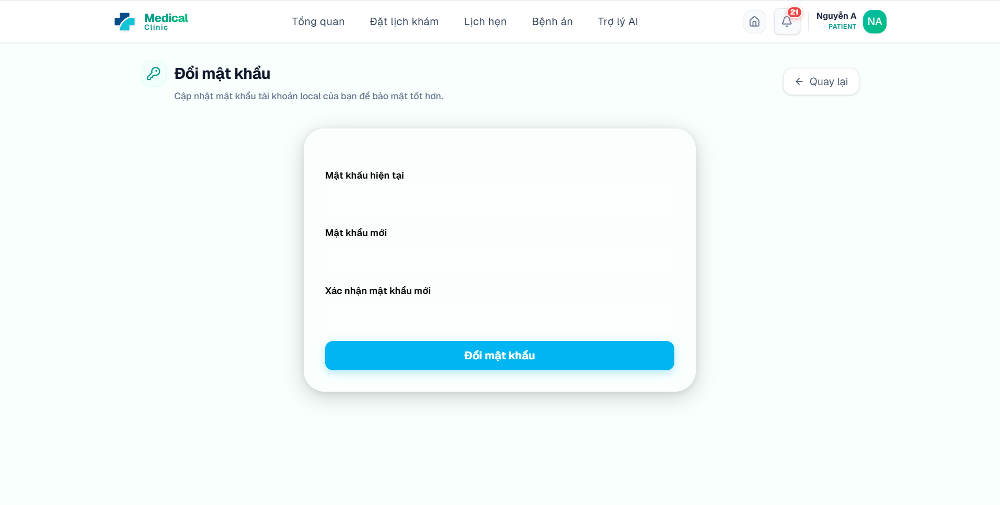 Medical
Clinic
Tổng quan
Đặt lịch khám
Lịch hẹn
Bệnh án
Trợ lý AI
21
Nguyễn A
PATIENT
NA
Đổi mật khẩu
Cập nhật mật khẩu tài khoản local của bạn để bảo mật tốt hơn.
Quay lại
Mật khẩu hiện tại
Mật khẩu mới
Xác nhận mật khẩu mới
Đổi mật khẩu